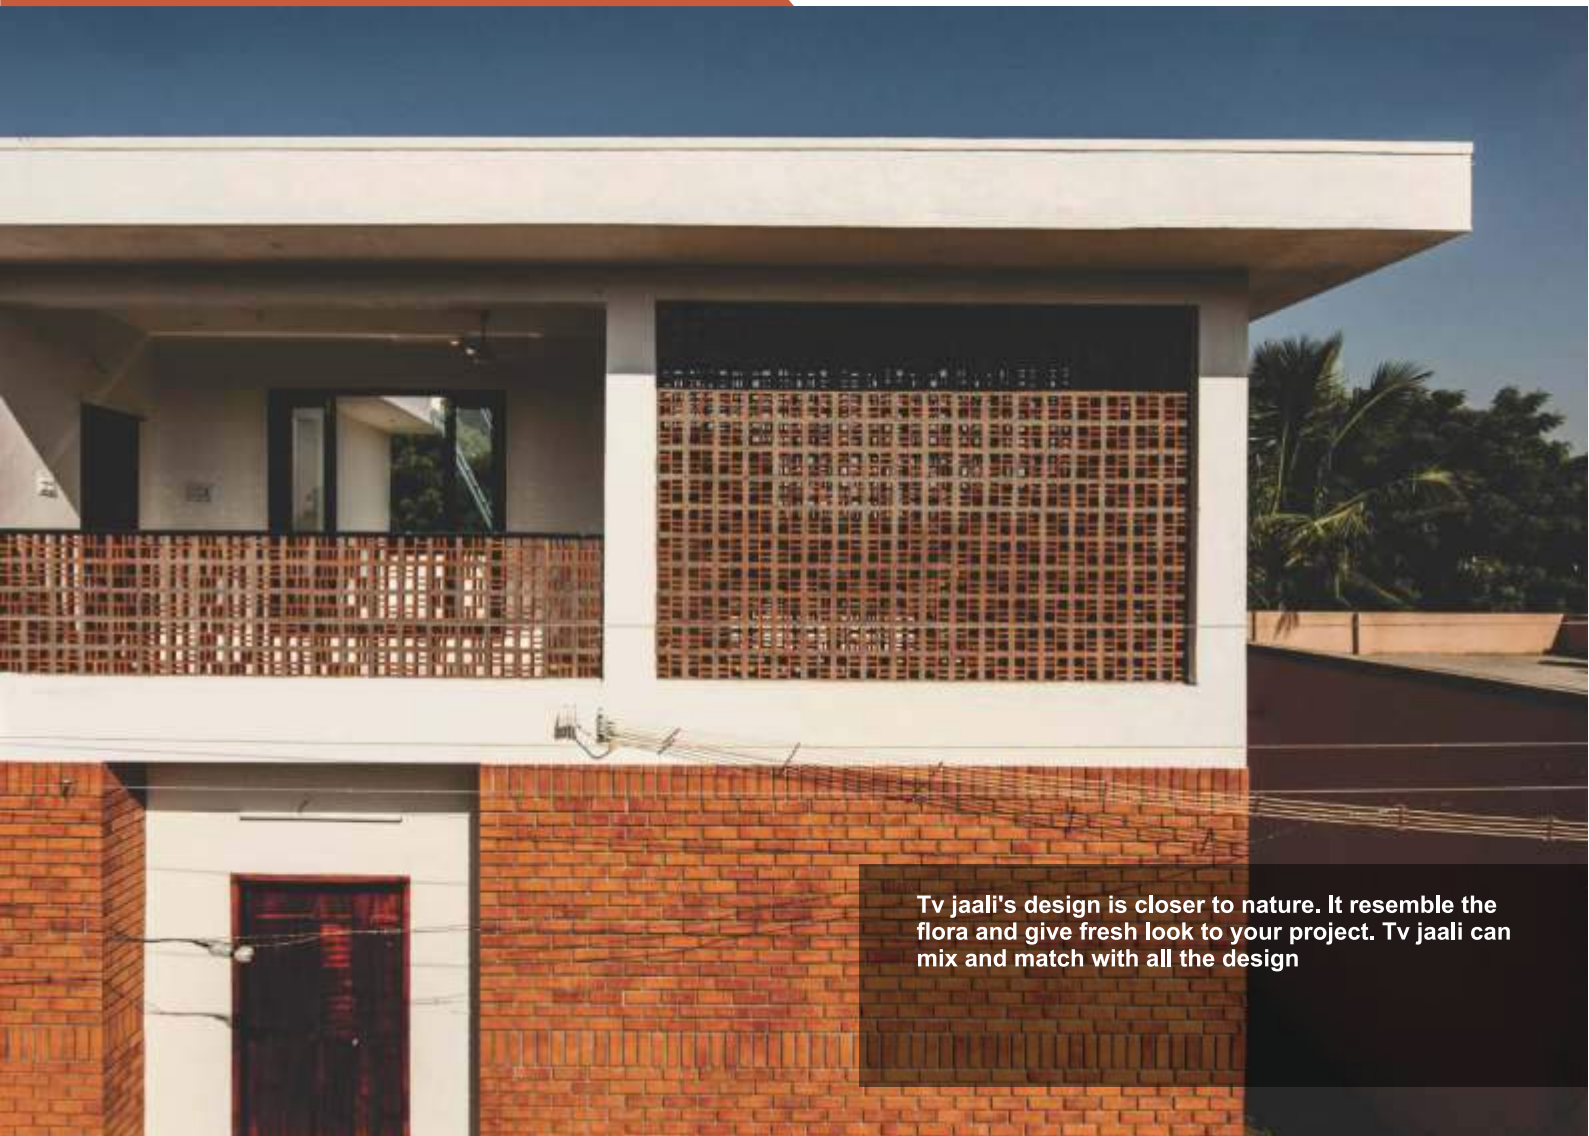 Tv jaali's design is closer to nature. It resemble the
flora and give fresh look to your project. Tv jaali can
mix and match with all the design